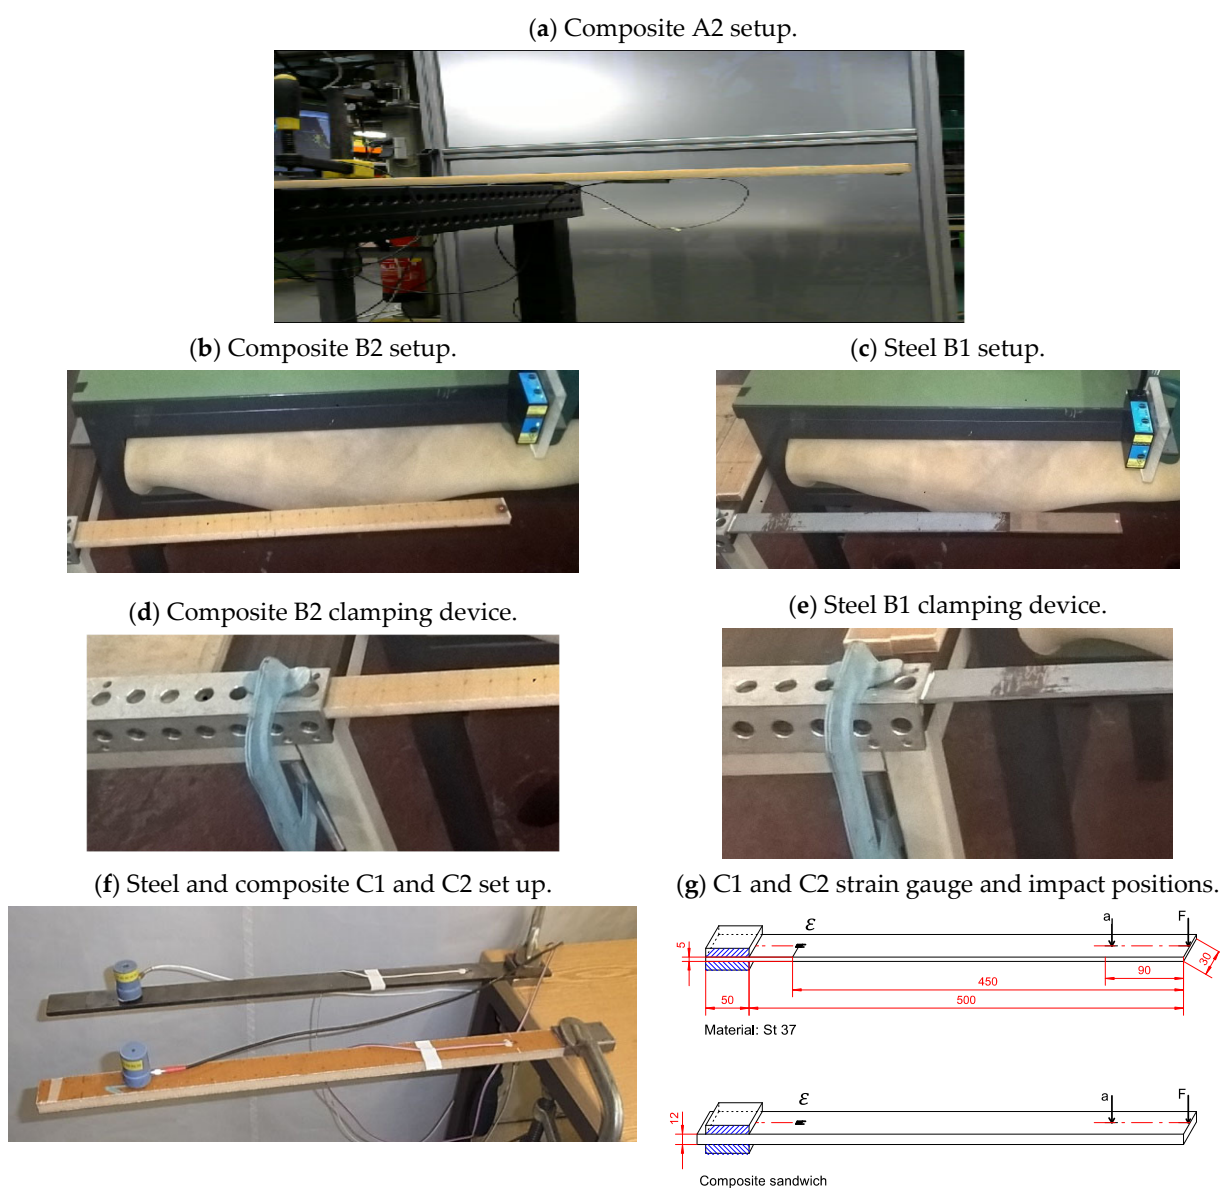 (a) Composite A2 setup.
(b) Composite B2 setup.
(c) Steel B1 setup.
(d) Composite B2 clamping device.
(e) Steel B1 clamping device.
(f) Steel and composite C1 and C2 set up.
(g) C1 and C2 strain gauge and impact positions.
ε
a
F
5
30
90
450
50
500
Material: St 37
ε
a
F
12
Composite sandwich